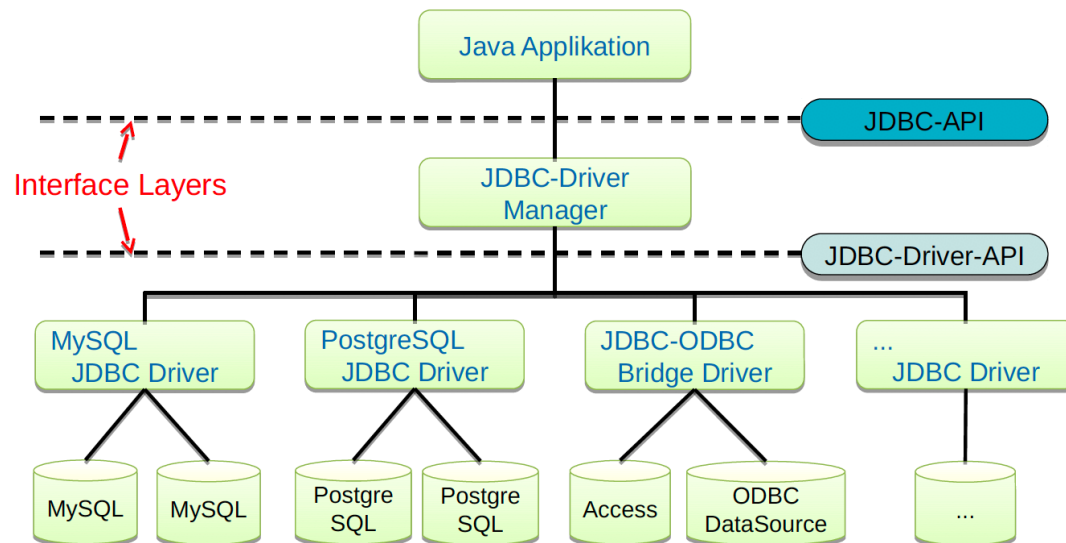 Java Applikation
JDBC-API
Interface Layers
JDBC-Driver
Manager
JDBC-Driver-API
MySQL
JDBC Driver
PostgreSQL
JDBC Driver
JDBC-ODBC
Bridge Driver
...
JDBC Driver
MySQL
MySQL
Postgre
SQL
Postgre
SQL
Access
ODBC
DataSource
...